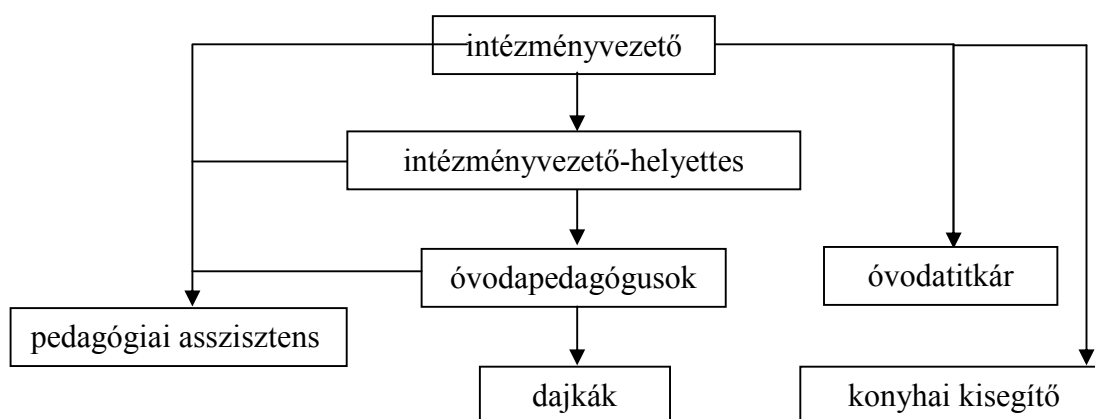 intézményvezető
intézményvezető-helyettes
óvodapedagógusok
óvodatitkár
pedagógiai asszisztens
dajkák
konyhai kisegítő